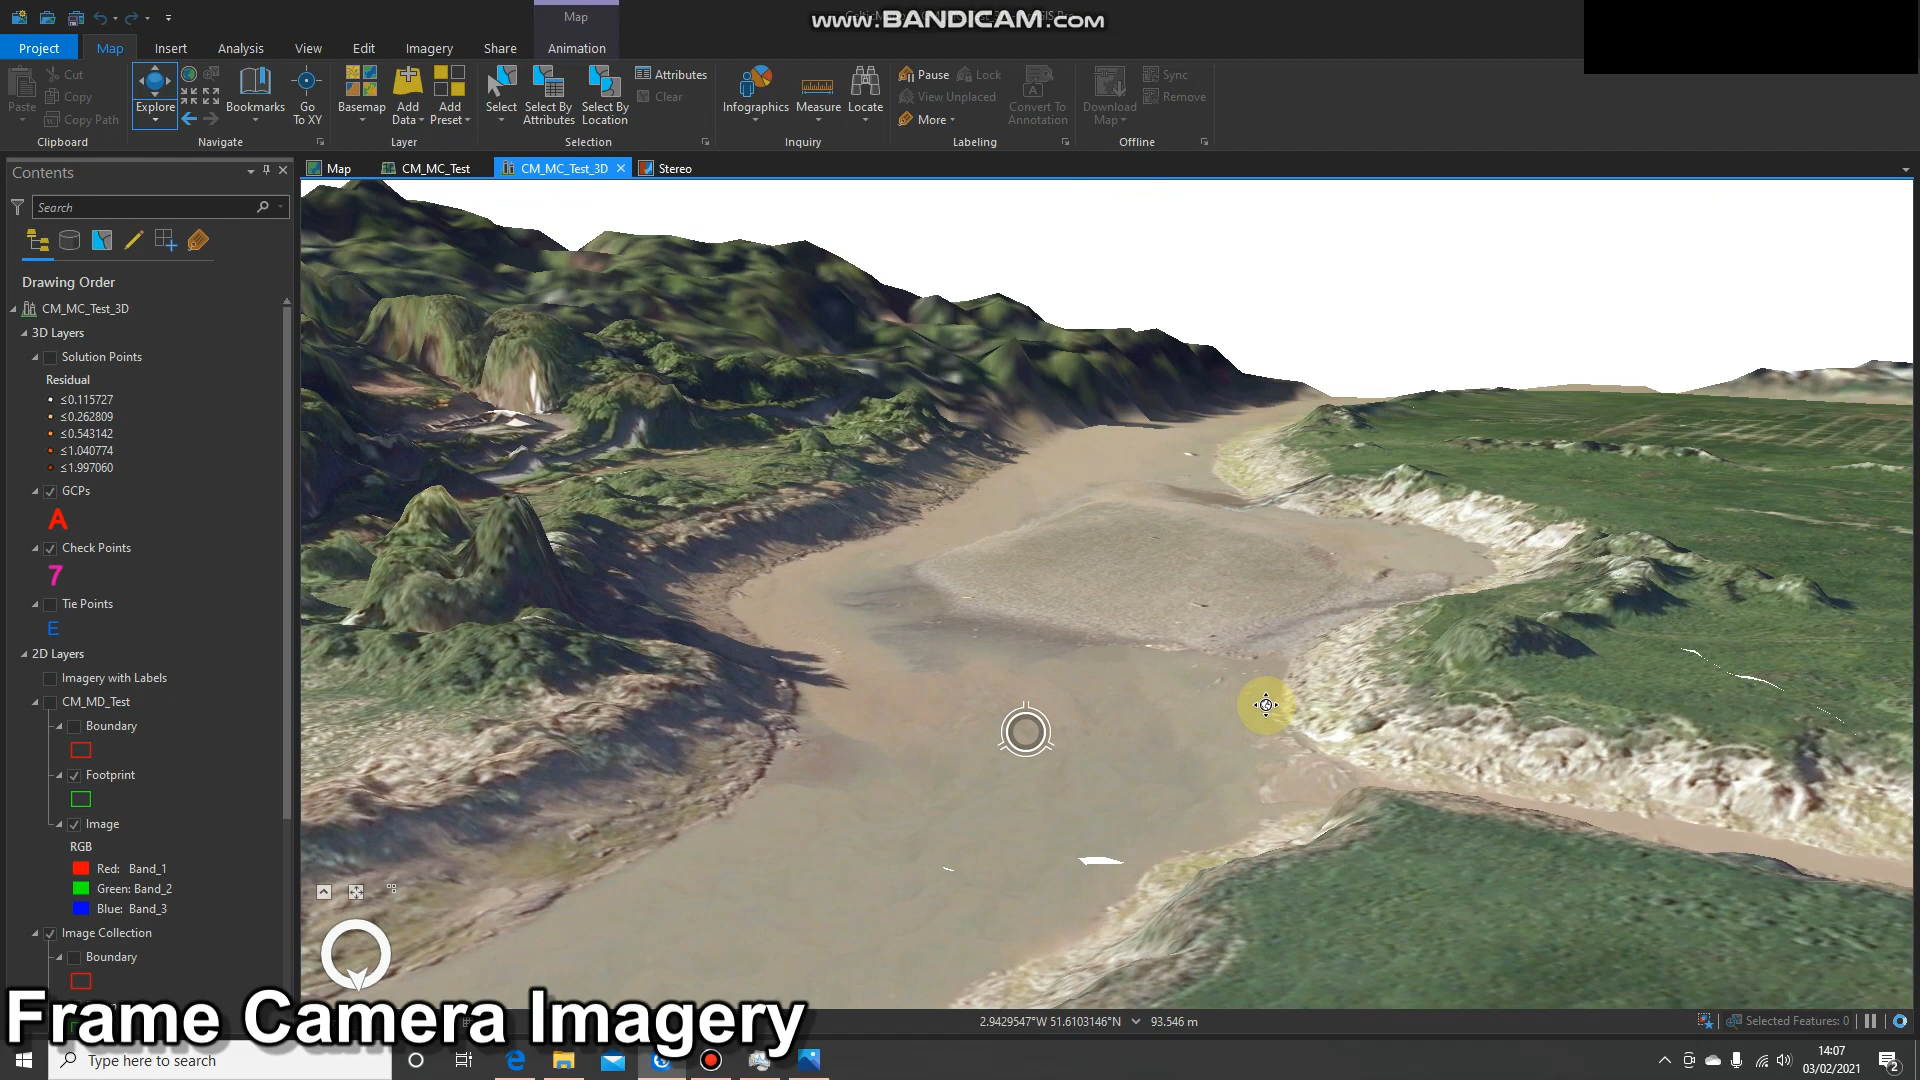 www.BANDICAM.com
Map
Project
Map
Insert
Analysis
View
Edit
Imagery
Share
Animation
Paste
Cut
Copy
Copy Path
Clipboard
Explore
Bookmarks
Go To XY
Navigate
Basemap
Add Data
Add Preset
Layer
Select
Select By Attributes
Select By Location
Attributes
Clear
Selection
Infographics
Measure
Locate
Inquiry
Pause
Lock
View Unplaced
More
Convert To Annotation
Labeling
Download Map
Sync
Remove
Offline
Contents
Search
Drawing Order
CM_MC_Test_3D
3D Layers
Solution Points
Residual
≤0.115727
≤0.262809
≤0.543142
≤1.040774
≤1.997060
GCPs
A
Check Points
7
Tie Points
E
2D Layers
Imagery with Labels
CM_MD_Test
Boundary
Footprint
Image
RGB
Red: Band_1
Green: Band_2
Blue: Band_3
Image Collection
Boundary
Map
CM_MC_Test
CM_MC_Test_3D
Stereo
Frame Camera Imagery
2.9429547°W 51.6103146°N
93.546 m
Selected Features: 0
Type here to search
14:07
03/02/2021
2